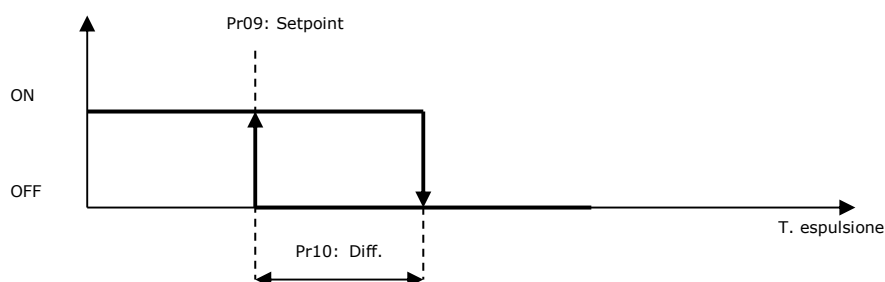 Pr09: Setpoint
ON
OFF
T. espulsione
Pr10: Diff.